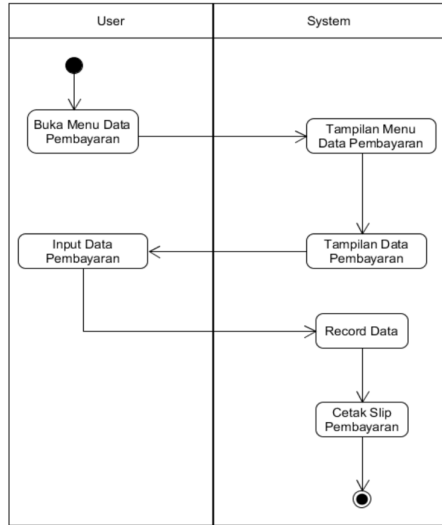 User
System
Buka Menu Data
Pembayaran
Tampilan Menu
Data Pembayaran
Input Data
Pembayaran
Tampilan Data
Pembayaran
Record Data
Cetak Slip
Pembayaran